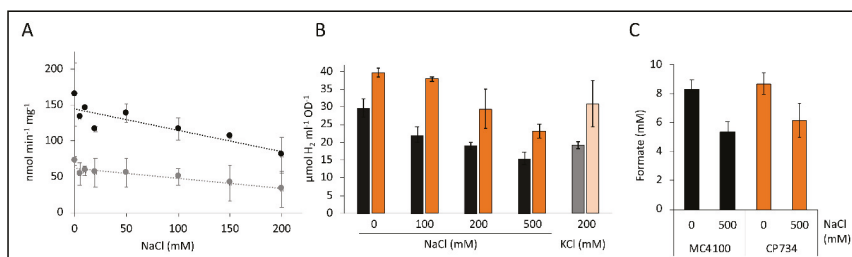 A
nmol min⁻¹ mg⁻¹
200
150
100
50
0
0 50 100 150 200
NaCl (mM)
B
µmol H₂ ml⁻¹ OD⁻¹
40
35
30
25
20
15
10
5
0
0 100 200 500 200
NaCl (mM) KCl (mM)
C
Formate (mM)
10
8
6
4
2
0
0 500 0 500 NaCl
(mM)
MC4100 CP734